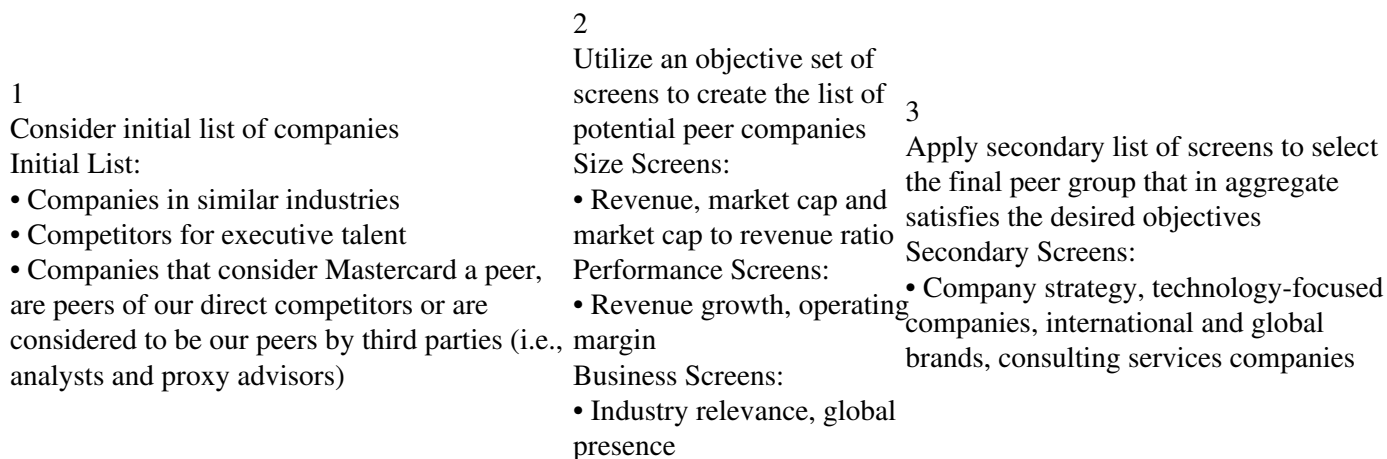 1
Consider initial list of companies
Initial List:
• Companies in similar industries
• Competitors for executive talent
• Companies that consider Mastercard a peer,
are peers of our direct competitors or are
considered to be our peers by third parties (i.e.,
analysts and proxy advisors)
2
Utilize an objective set of
screens to create the list of
potential peer companies
Size Screens:
• Revenue, market cap and
market cap to revenue ratio
Performance Screens:
• Revenue growth, operating
margin
Business Screens:
• Industry relevance, global
presence
3
Apply secondary list of screens to select
the final peer group that in aggregate
satisfies the desired objectives
Secondary Screens:
• Company strategy, technology-focused
companies, international and global
brands, consulting services companies